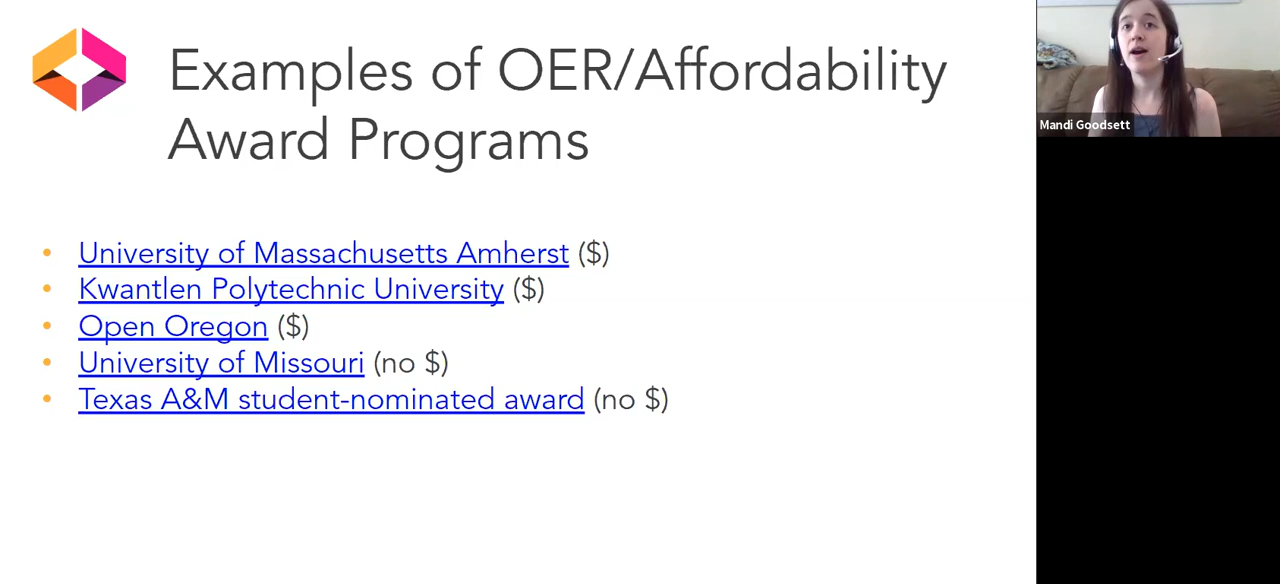 Examples of OER/Affordability
Award Programs
• University of Massachusetts Amherst ($)
• Kwantlen Polytechnic University ($)
• Open Oregon ($)
• University of Missouri (no $)
• Texas A&M student-nominated award (no $)
Mandi Goodsett